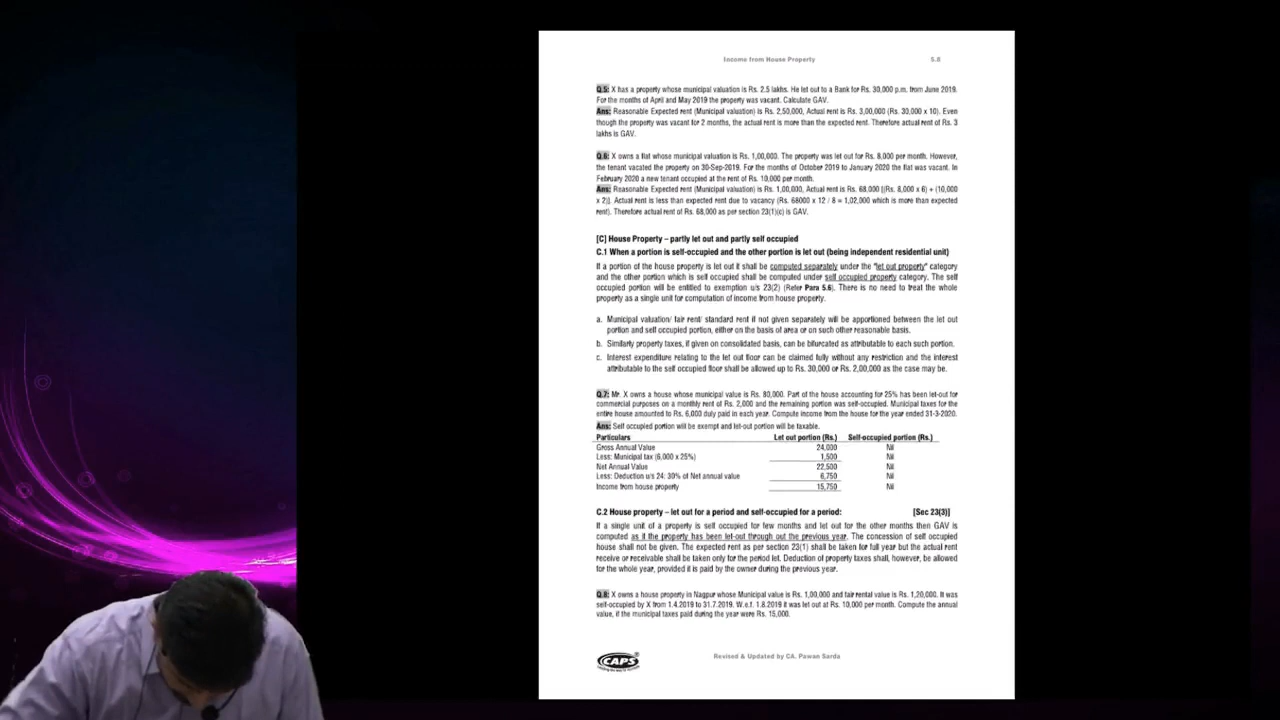 Income from House Property 5.8
Q.5: X has a property whose municipal valuation is Rs. 2.5 lakhs. He let out to a Bank for Rs. 30,000 p.m. from June 2019.
For the months of April and May 2019 the property was vacant. Calculate GAV.
Ans: Reasonable Expected rent (Municipal valuation) is Rs. 2,50,000, Actual rent is Rs. 3,00,000 (Rs. 30,000 x 10). Even
though the property was vacant for 2 months, the actual rent is more than the expected rent. Therefore actual rent of Rs. 3
lakhs is GAV.
Q.6: X owns a flat whose municipal valuation is Rs. 1,00,000. The property was let out for Rs. 8,000 per month. However,
the tenant vacated the property on 30-Sep-2019. For the months of October 2019 to January 2020 the flat was vacant. In
February 2020 a new tenant occupied at the rent of Rs. 10,000 per month.
Ans: Reasonable Expected rent (Municipal valuation) is Rs. 1,00,000, Actual rent is Rs. 68,000 [(Rs. 8,000 x 6) + (10,000
x 2)]. Actual rent is less than expected rent due to vacancy (Rs. 68000 x 12 / 8 = 1,02,000 which is more than expected
rent). Therefore actual rent of Rs. 68,000 as per section 23(1)(c) is GAV.
[C] House Property – partly let out and partly self occupied
C.1 When a portion is self-occupied and the other portion is let out (being independent residential unit)
If a portion of the house property is let out it shall be computed separately under the "let out property" category
and the other portion which is self occupied shall be computed under self occupied property category. The self
occupied portion will be entitled to exemption u/s 23(2) (Refer Para 5.6). There is no need to treat the whole
property as a single unit for computation of income from house property.
a. Municipal valuation/ fair rent/ standard rent if not given separately will be apportioned between the let out
portion and self occupied portion, either on the basis of area or on such other reasonable basis.
b. Similarly property taxes, if given on consolidated basis, can be bifurcated as attributable to each such portion.
c. Interest expenditure relating to the let out floor can be claimed fully without any restriction and the interest
attributable to the self occupied floor shall be allowed up to Rs. 30,000 or Rs. 2,00,000 as the case may be.
Q.7: Mr. X owns a house whose municipal value is Rs. 80,000. Part of the house accounting for 25% has been let-out for
commercial purposes on a monthly rent of Rs. 2,000 and the remaining portion was self-occupied. Municipal taxes for the
entire house amounted to Rs. 6,000 duly paid in each year. Compute income from the house for the year ended 31-3-2020.
Ans: Self occupied portion will be exempt and let-out portion will be taxable.
Particulars Let out portion (Rs.) Self-occupied portion (Rs.)
Gross Annual Value 24,000 Nil
Less: Municipal tax (6,000 x 25%) 1,500 Nil
Net Annual Value 22,500 Nil
Less: Deduction u/s 24: 30% of Net annual value 6,750 Nil
Income from house property 15,750 Nil
C.2 House property – let out for a period and self-occupied for a period: [Sec 23(3)]
If a single unit of a property is self occupied for few months and let out for the other months then GAV is
computed as if the property has been let-out through out the previous year. The concession of self occupied
house shall not be given. The expected rent as per section 23(1) shall be taken for full year but the actual rent
receive or receivable shall be taken only for the period let. Deduction of property taxes shall, however, be allowed
for the whole year, provided it is paid by the owner during the previous year.
Q.8: X owns a house property in Nagpur whose Municipal value is Rs. 1,00,000 and fair rental value is Rs. 1,20,000. It was
self-occupied by X from 1.4.2019 to 31.7.2019. W.e.f. 1.8.2019 it was let out at Rs. 10,000 per month. Compute the annual
value, if the municipal taxes paid during the year were Rs. 15,000.
CAPS
Revised & Updated by CA. Pawan Sarda